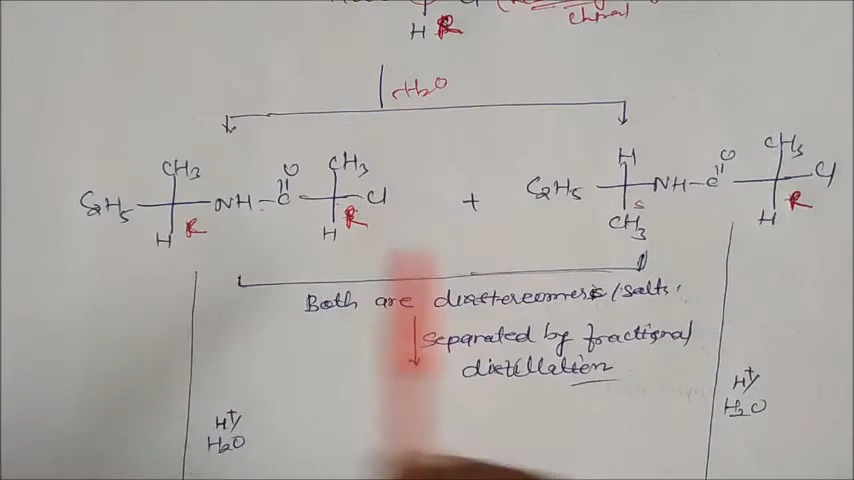 H R
chiral
-H2O
CH3 O CH3
C2H5 NH-C Cl
H R H R
+
H O CH3
C2H5 NH-C Cl
S
CH3 H R
Both are diastereomeric/salts.
separated by fractional
distillation
H+/
H2O
H+/
H2O